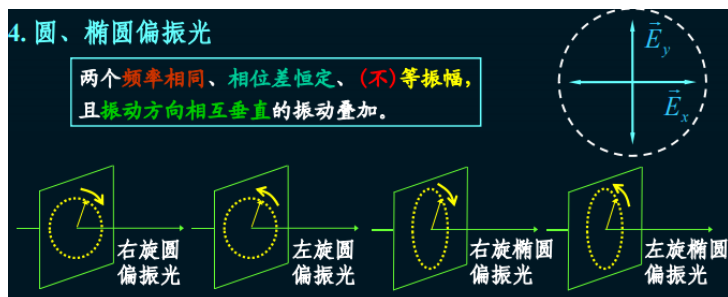 4. 圆、椭圆偏振光
两个频率相同、相位差恒定、(不)等振幅，
且振动方向相互垂直的振动叠加。
E⃗y
E⃗x
右旋圆
偏振光
左旋圆
偏振光
右旋椭圆
偏振光
左旋椭圆
偏振光